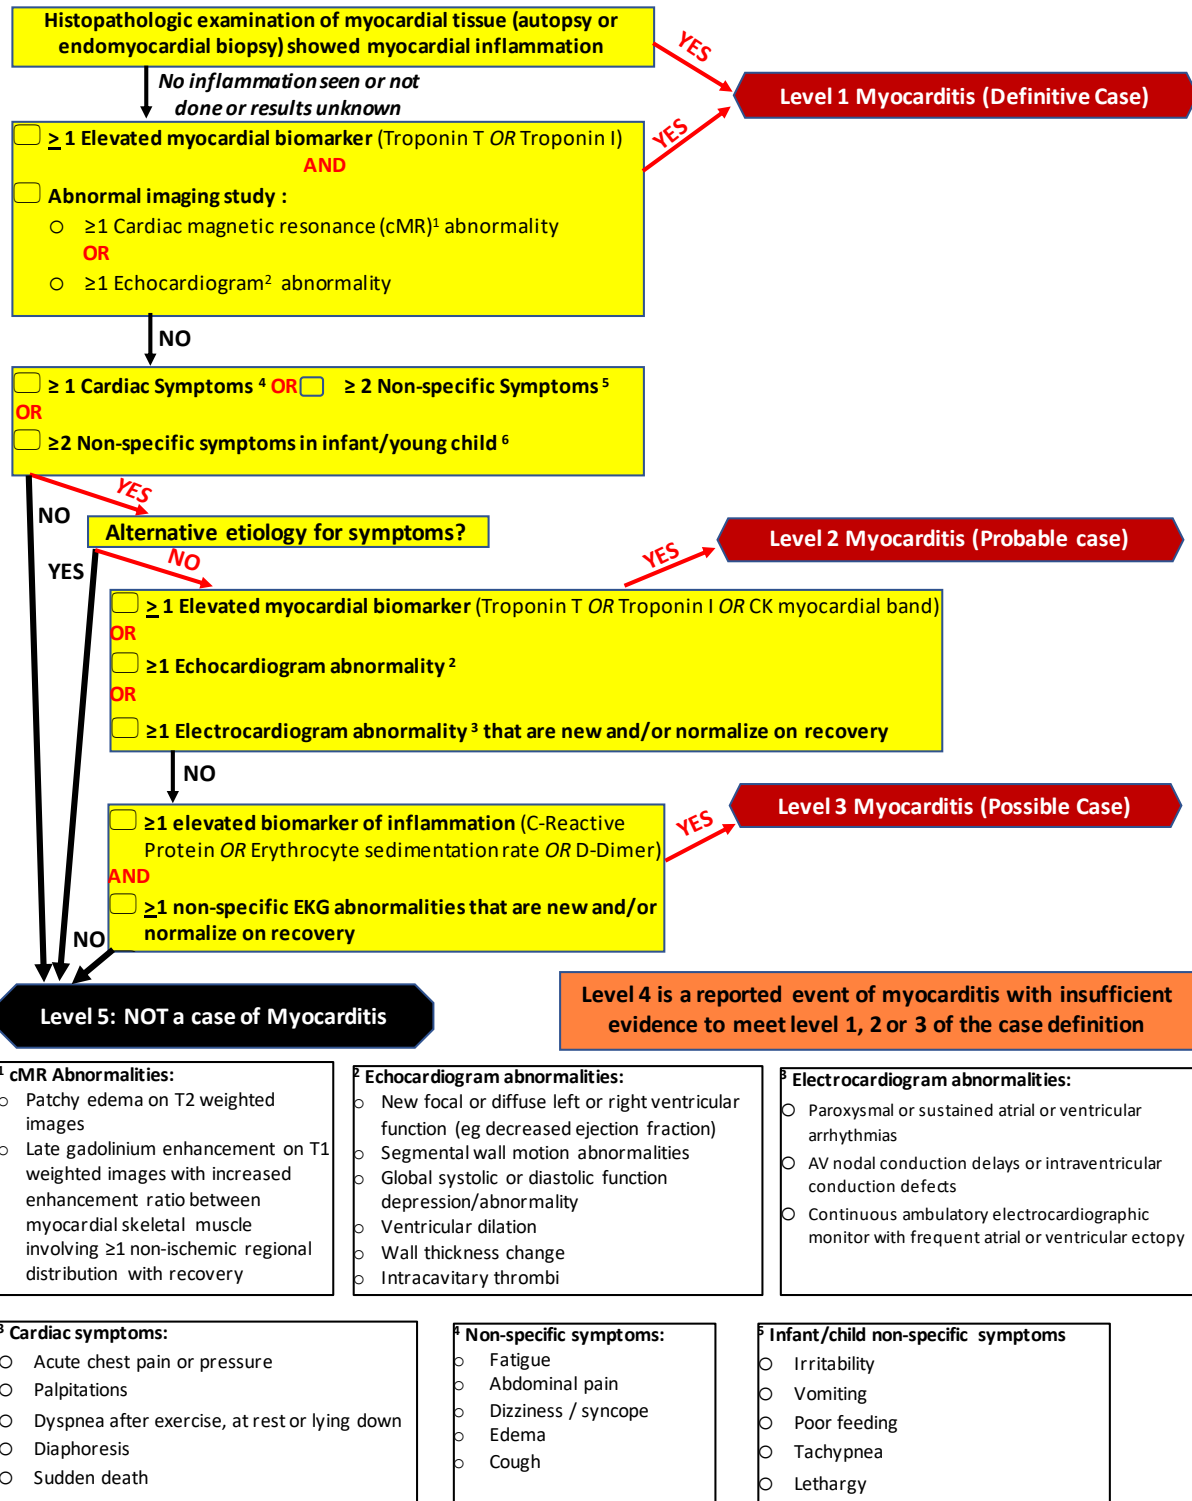 Histopathologic examination of myocardial tissue (autopsy or
endomyocardial biopsy) showed myocardial inflammation
YES
No inflammation seen or not
done or results unknown
Level 1 Myocarditis (Definitive Case)
≥ 1 Elevated myocardial biomarker (Troponin T OR Troponin I)
YES
AND
Abnormal imaging study :
≥1 Cardiac magnetic resonance (cMR)¹ abnormality
OR
≥1 Echocardiogram² abnormality
NO
≥ 1 Cardiac Symptoms ⁴ OR ≥ 2 Non-specific Symptoms ⁵
OR
≥2 Non-specific symptoms in infant/young child ⁶
YES
NO
Alternative etiology for symptoms?
YES
NO
YES
Level 2 Myocarditis (Probable case)
≥ 1 Elevated myocardial biomarker (Troponin T OR Troponin I OR CK myocardial band)
OR
≥1 Echocardiogram abnormality ²
OR
≥1 Electrocardiogram abnormality ³ that are new and/or normalize on recovery
NO
Level 3 Myocarditis (Possible Case)
≥1 elevated biomarker of inflammation (C-Reactive
Protein OR Erythrocyte sedimentation rate OR D-Dimer)
YES
AND
≥1 non-specific EKG abnormalities that are new and/or
normalize on recovery
NO
Level 5: NOT a case of Myocarditis
Level 4 is a reported event of myocarditis with insufficient
evidence to meet level 1, 2 or 3 of the case definition
¹ cMR Abnormalities:
Patchy edema on T2 weighted
images
Late gadolinium enhancement on T1
weighted images with increased
enhancement ratio between
myocardial skeletal muscle
involving ≥1 non-ischemic regional
distribution with recovery
² Echocardiogram abnormalities:
New focal or diffuse left or right ventricular
function (eg decreased ejection fraction)
Segmental wall motion abnormalities
Global systolic or diastolic function
depression/abnormality
Ventricular dilation
Wall thickness change
Intracavitary thrombi
³ Electrocardiogram abnormalities:
Paroxysmal or sustained atrial or ventricular
arrhythmias
AV nodal conduction delays or intraventricular
conduction defects
Continuous ambulatory electrocardiographic
monitor with frequent atrial or ventricular ectopy
³ Cardiac symptoms:
Acute chest pain or pressure
Palpitations
Dyspnea after exercise, at rest or lying down
Diaphoresis
Sudden death
⁴ Non-specific symptoms:
Fatigue
Abdominal pain
Dizziness / syncope
Edema
Cough
⁵ Infant/child non-specific symptoms
Irritability
Vomiting
Poor feeding
Tachypnea
Lethargy